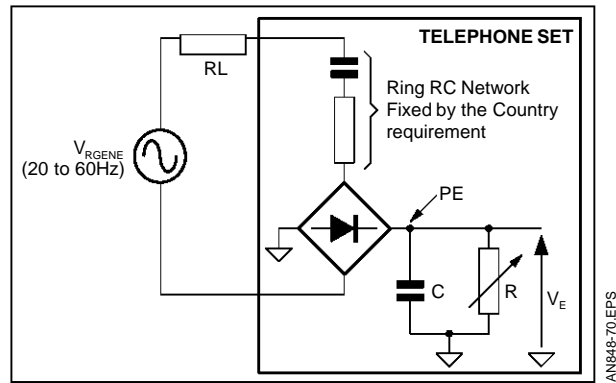 TELEPHONE SET
RL
Ring RC Network
Fixed by the Country
requirement
VRGENE
(20 to 60Hz)
PE
C
R
VE
AN848-70.EPS